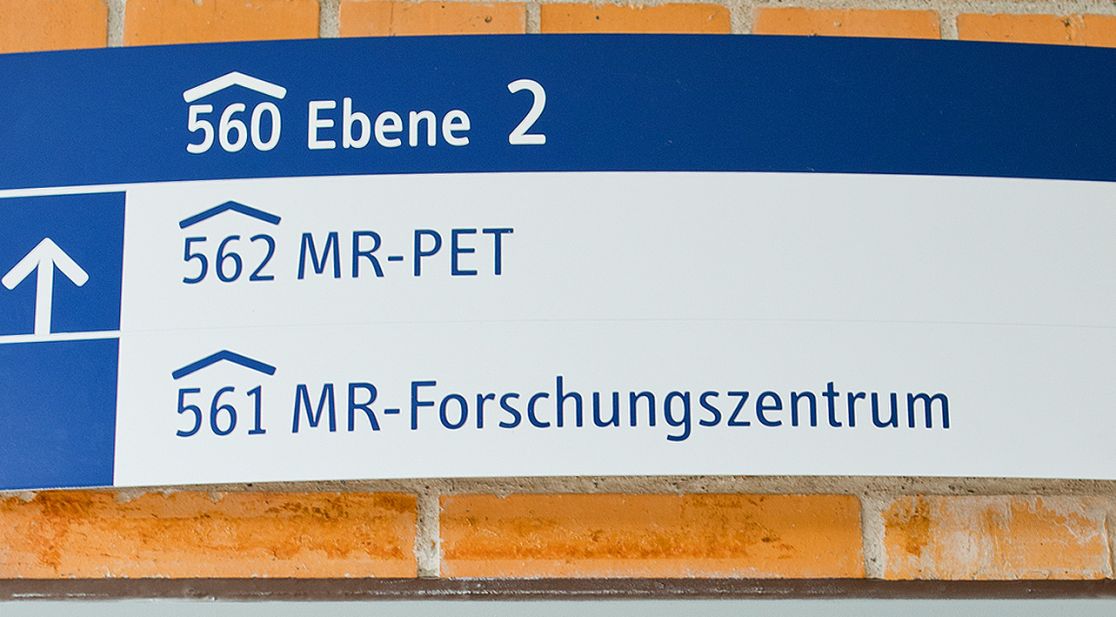 560 Ebene 2
562 MR-PET
561 MR-Forschungszentrum